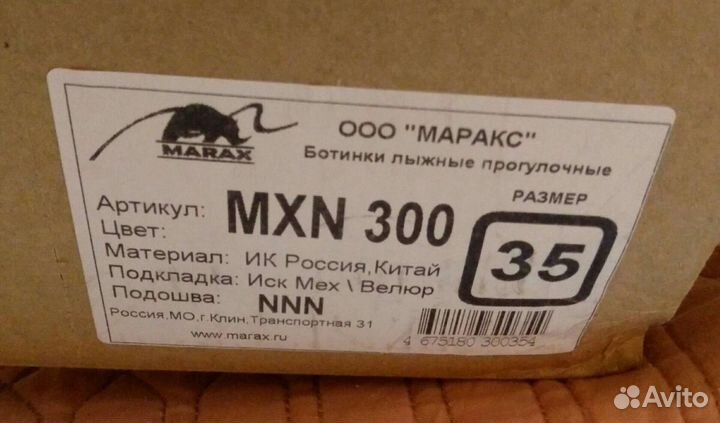 MARAX
ООО "МАРАКС"
Ботинки лыжные прогулочные
Артикул: MXN 300
РАЗМЕР
35
Цвет:
Материал: ИК Россия,Китай
Подкладка: Иск Мех \ Велюр
Подошва: NNN
Россия,МО,г.Клин,Транспортная 31
www.marax.ru
4 675180 300354
Avito